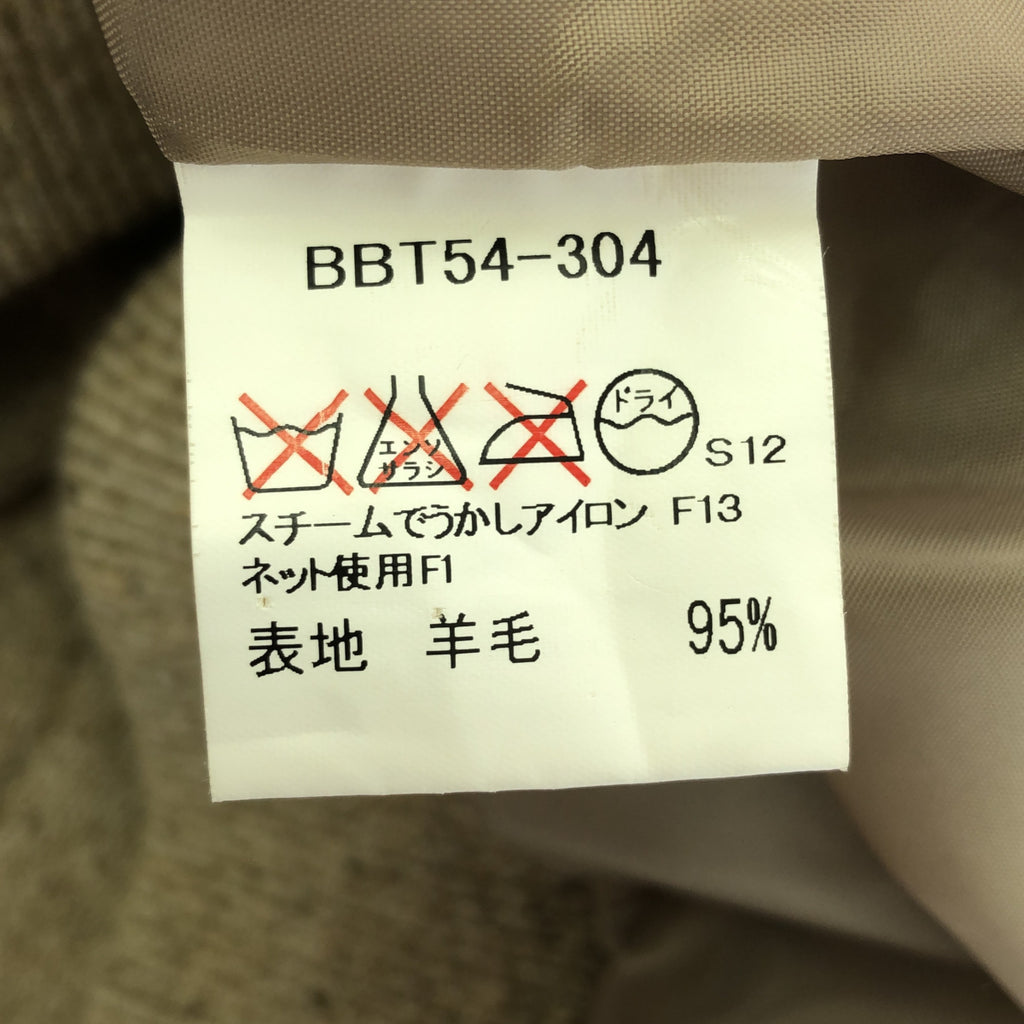 BBT54-304
エンソ
サラシ
ドライ
S12
スチームでうかしアイロン F13
ネット使用F1
表地 羊毛 95%